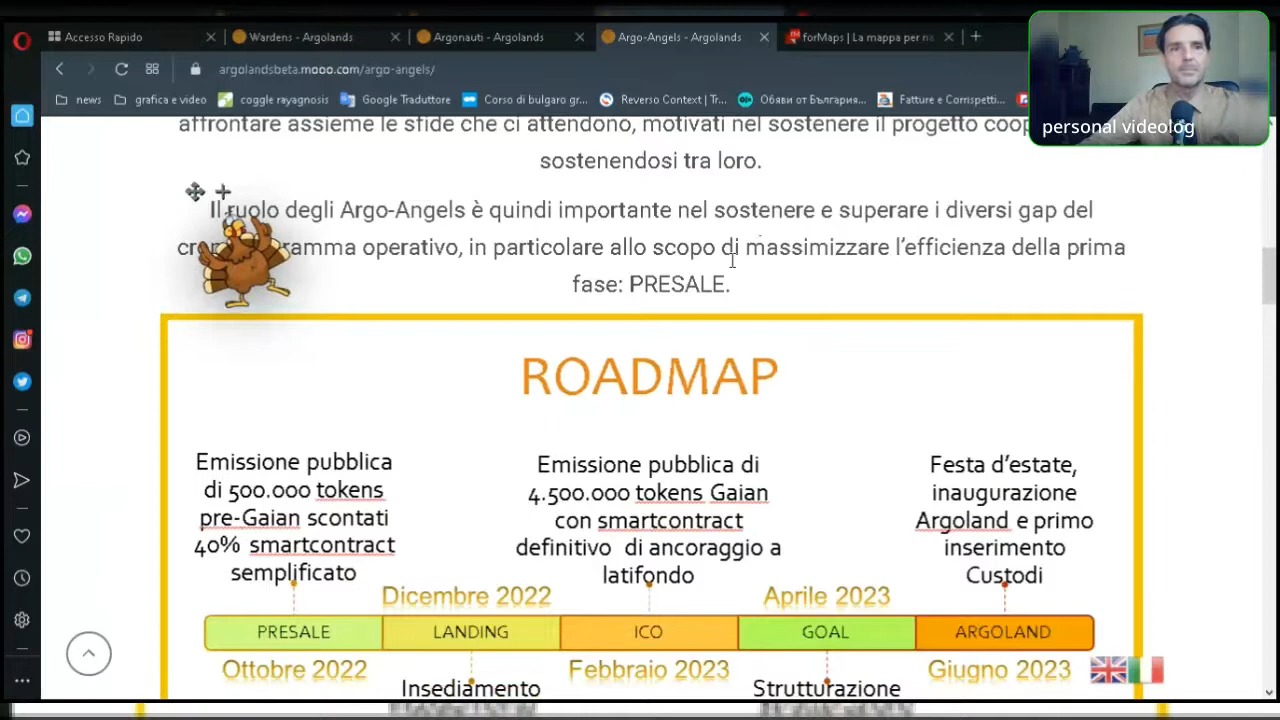 Accesso Rapido
Wardens - Argolands
Argonauti - Argolands
Argo-Angels - Argolands
forMaps | La mappa per na
argolandsbeta.mooo.com/argo-angels/
news
grafica e video
coggle rayagnosis
Google Traduttore
Corso di bulgaro gr...
Reverso Context | Tr...
Обяви от България...
Fatture e Corrispetti...
personal videolog
affrontare assieme le sfide che ci attendono, motivati nel sostenere il progetto
sostenendosi tra loro.
Il ruolo degli Argo-Angels è quindi importante nel sostenere e superare i diversi gap del
operativo, in particolare allo scopo di massimizzare l'efficienza della prima
fase: PRESALE.
ROADMAP
Emissione pubblica
di 500.000 tokens
pre-Gaian scontati
40% smartcontract
semplificato
Emissione pubblica di
4.500.000 tokens Gaian
con smartcontract
definitivo di ancoraggio a
latifondo
Festa d'estate,
inaugurazione
Argoland e primo
inserimento
Custodi
Dicembre 2022
Aprile 2023
PRESALE
LANDING
ICO
GOAL
ARGOLAND
Ottobre 2022
Febbraio 2023
Giugno 2023
Insediamento
Strutturazione